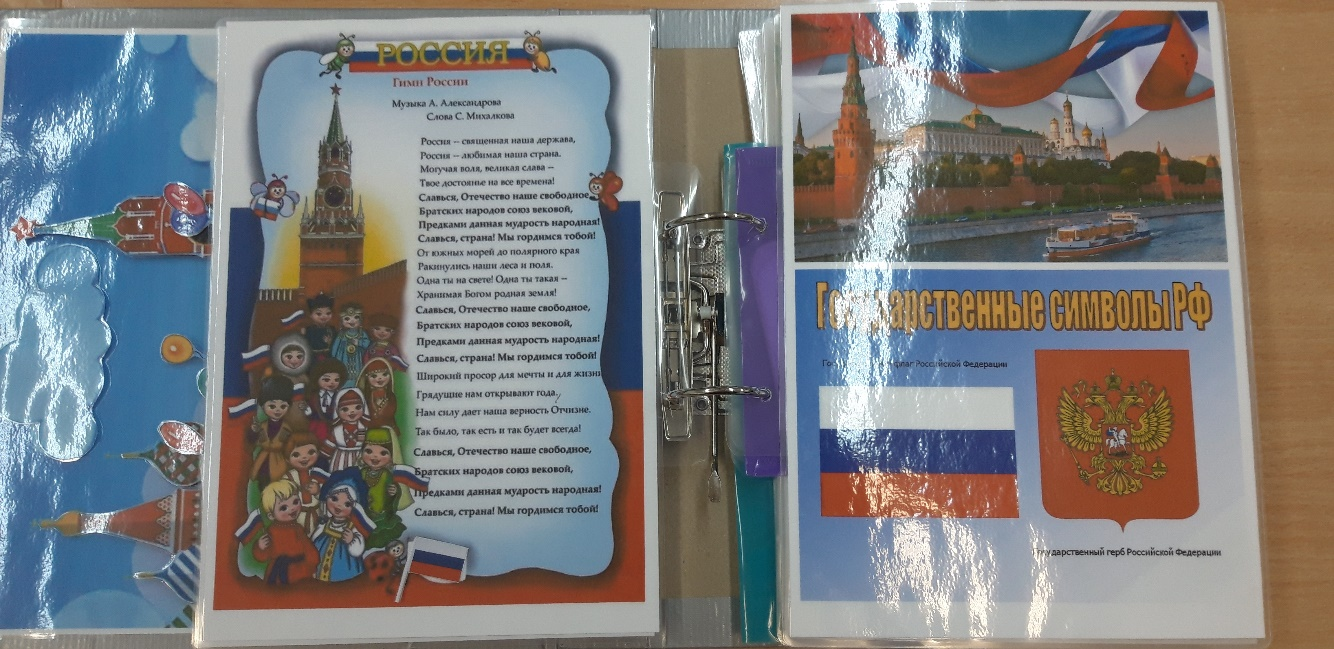 РОССИЯ
Гимн России
Музыка А. Александрова
Слова С. Михалкова
Россия – священная наша держава,
Россия – любимая наша страна.
Могучая воля, великая слава –
Твое достоянье на все времена!
Славься, Отечество наше свободное,
Братских народов союз вековой,
Предками данная мудрость народная!
Славься, страна! Мы гордимся тобой!
От южных морей до полярного края
Раскинулись наши леса и поля.
Одна ты на свете! Одна ты такая –
Хранимая Богом родная земля!
Славься, Отечество наше свободное,
Братских народов союз вековой,
Предками данная мудрость народная!
Славься, страна! Мы гордимся тобой!
Широкий простор для мечты и для жизни
Грядущие нам открывают года.
Нам силу дает наша верность Отчизне.
Так было, так есть и так будет всегда!
Славься, Отечество наше свободное,
Братских народов союз вековой,
Предками данная мудрость народная!
Славься, страна! Мы гордимся тобой!
Государственные символы РФ
флаг Российской Федерации
Государственный герб Российской Федерации